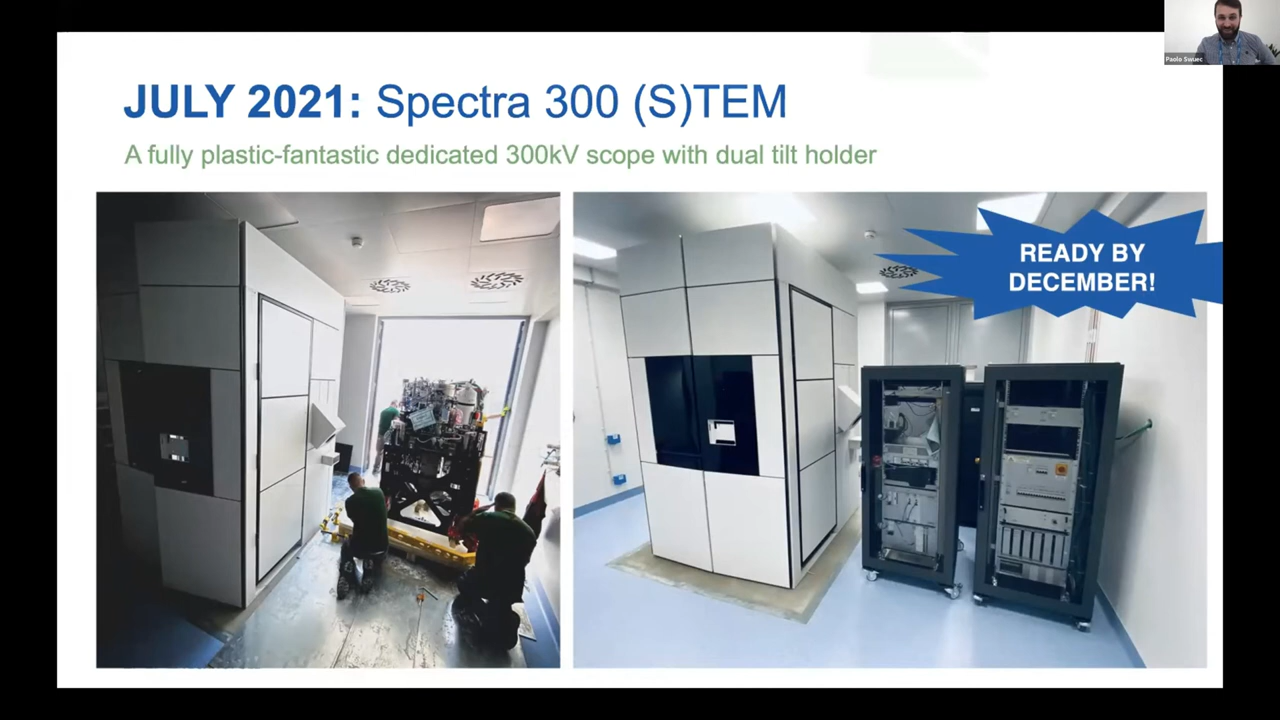 Paolo Swuec
JULY 2021: Spectra 300 (S)TEM
A fully plastic-fantastic dedicated 300kV scope with dual tilt holder
READY BY
DECEMBER!